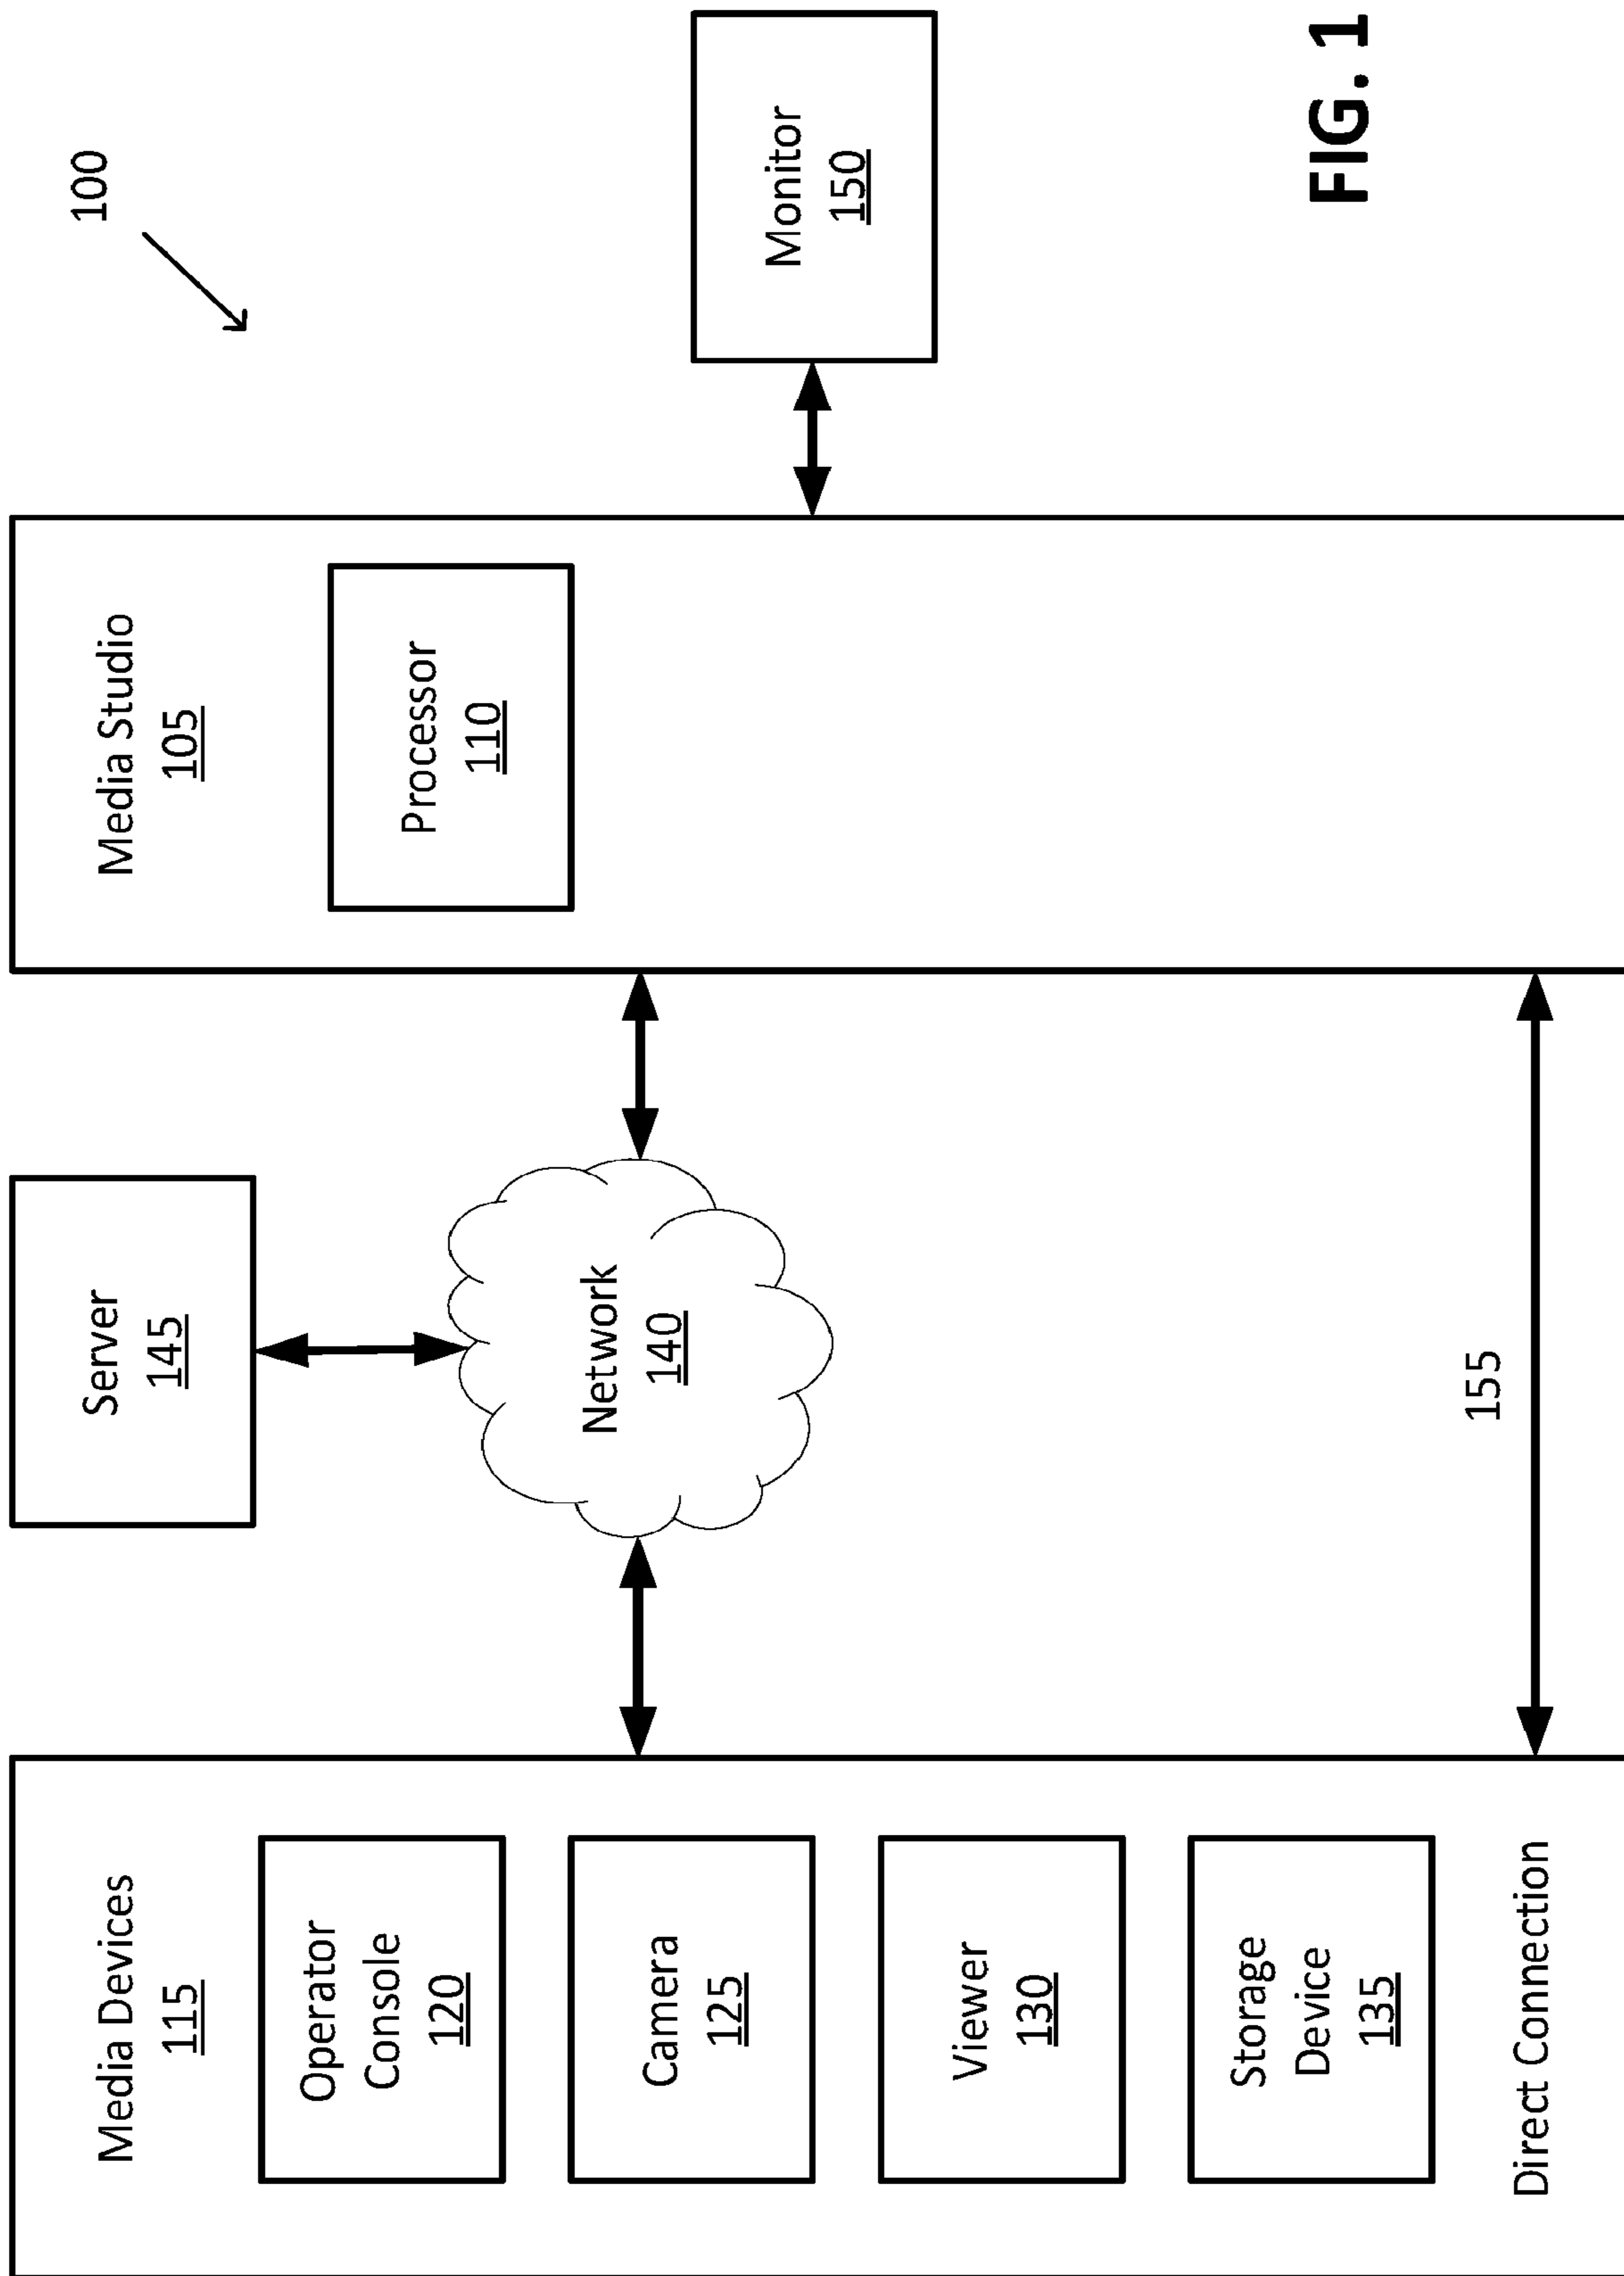 100
Media Devices
115
Operator
Console
120
Camera
125
Viewer
130
Storage
Device
135
Direct Connection
Server
145
Network
140
155
Media Studio
105
Processor
110
Monitor
150
FIG. 1